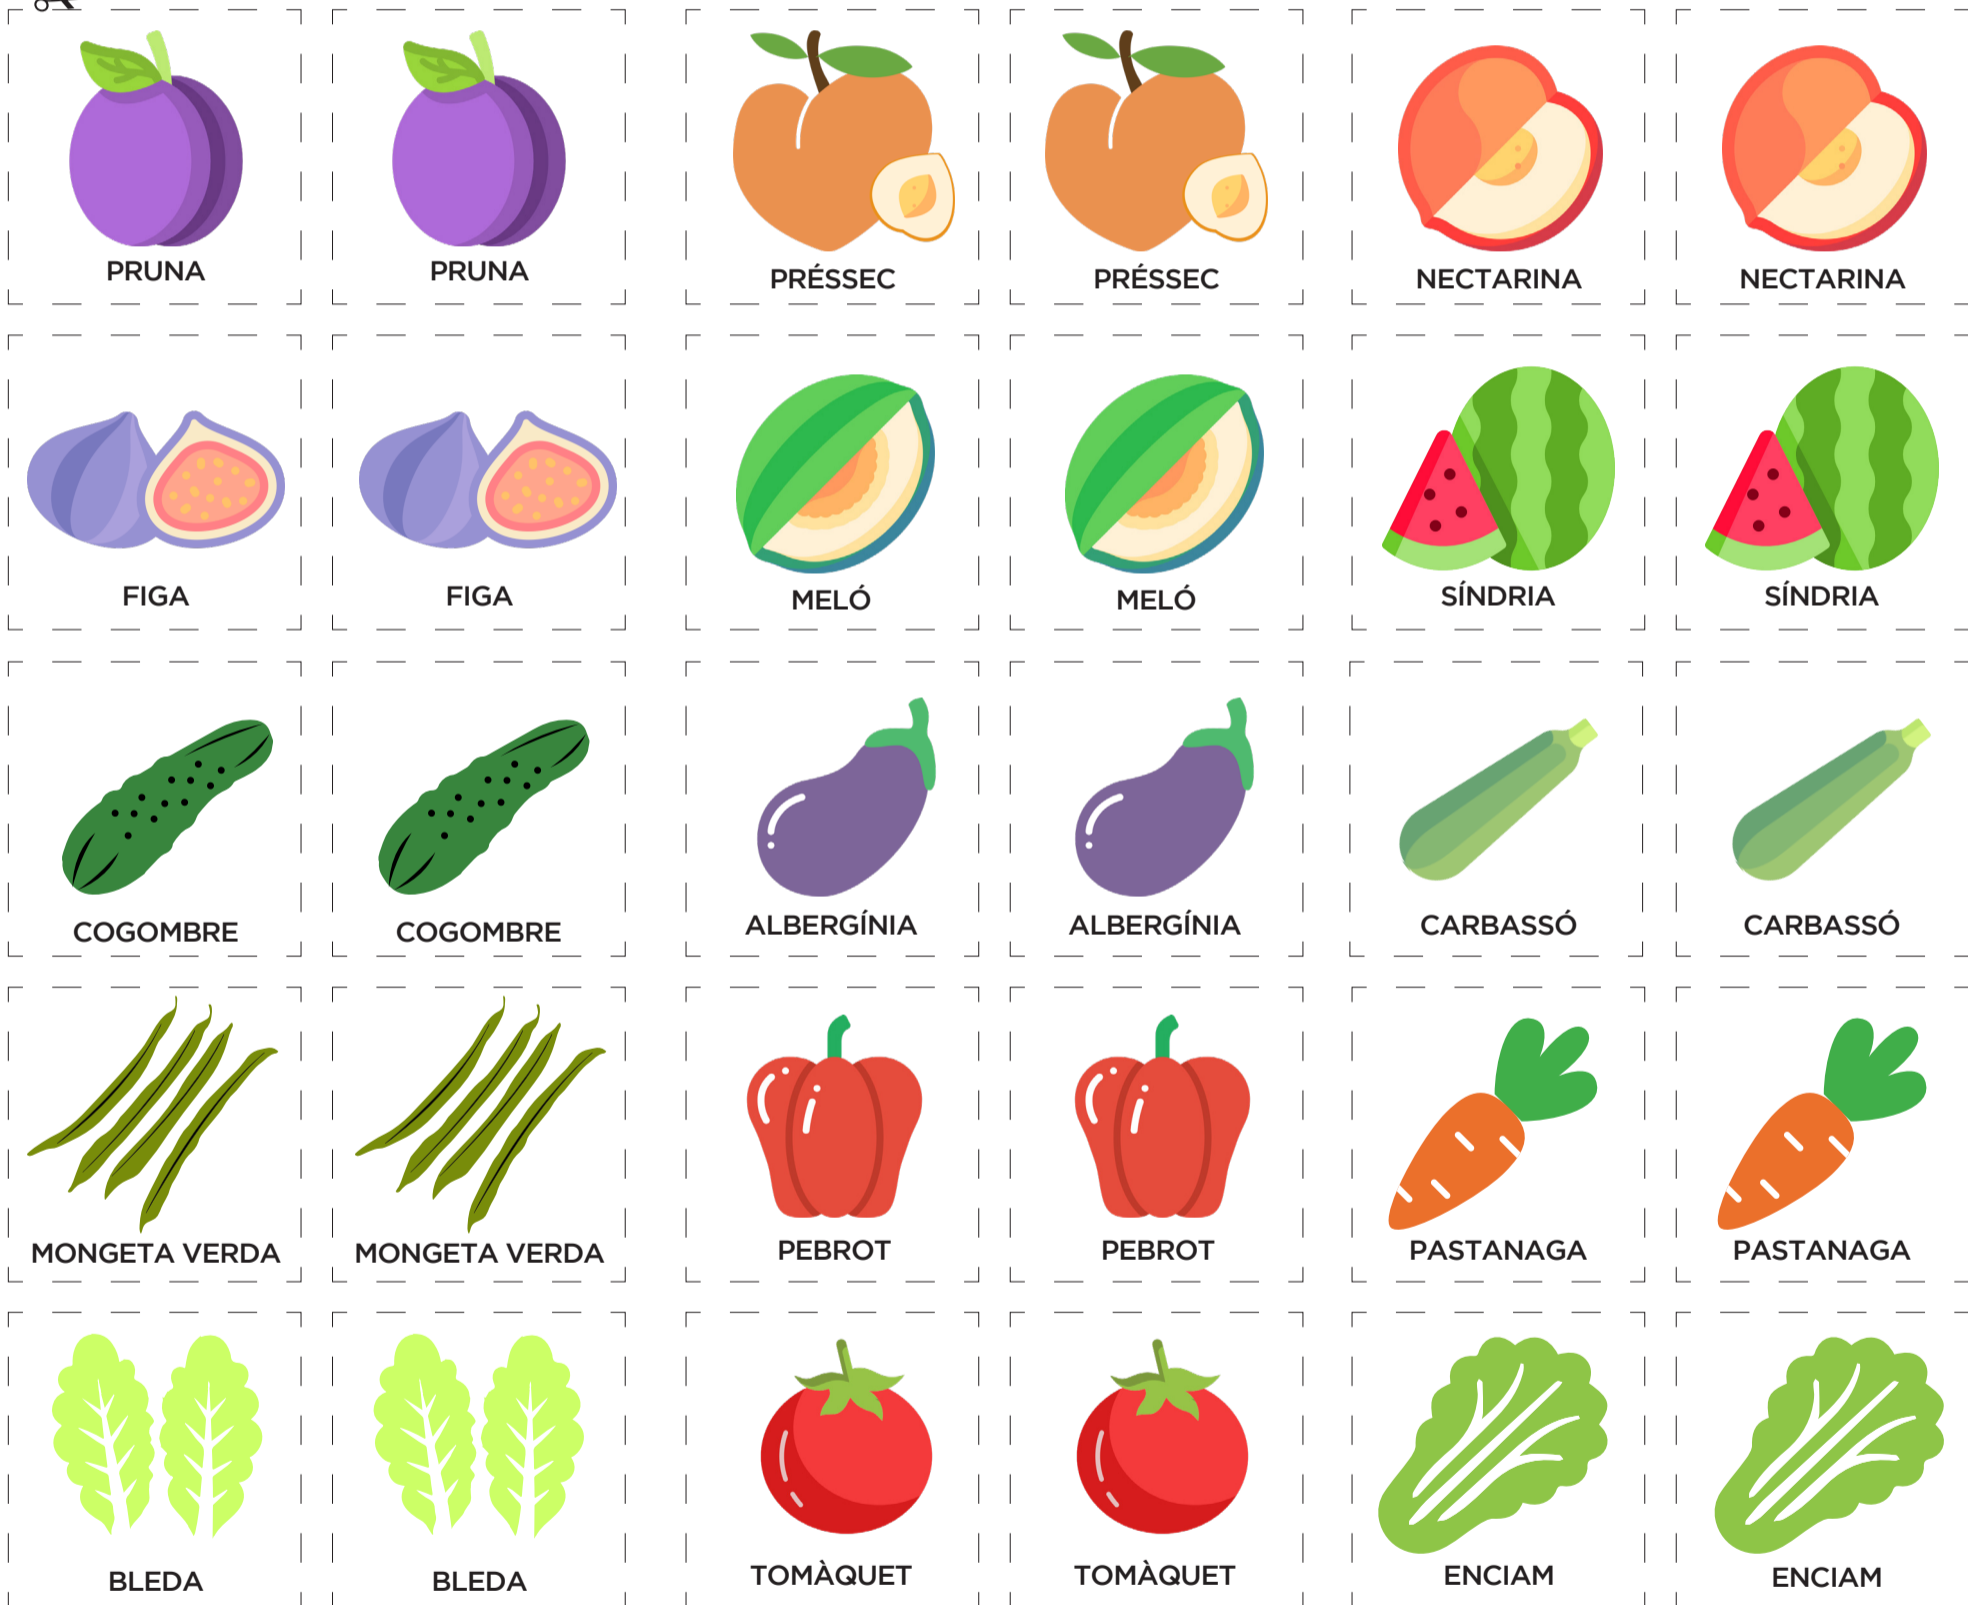 PRUNA
PRUNA
PRÉSSEC
PRÉSSEC
NECTARINA
NECTARINA
FIGA
FIGA
MELÓ
MELÓ
SÍNDRIA
SÍNDRIA
COGOMBRE
COGOMBRE
ALBERGÍNIA
ALBERGÍNIA
CARBASSÓ
CARBASSÓ
MONGETA VERDA
MONGETA VERDA
PEBROT
PEBROT
PASTANAGA
PASTANAGA
BLEDA
BLEDA
TOMÀQUET
TOMÀQUET
ENCIAM
ENCIAM